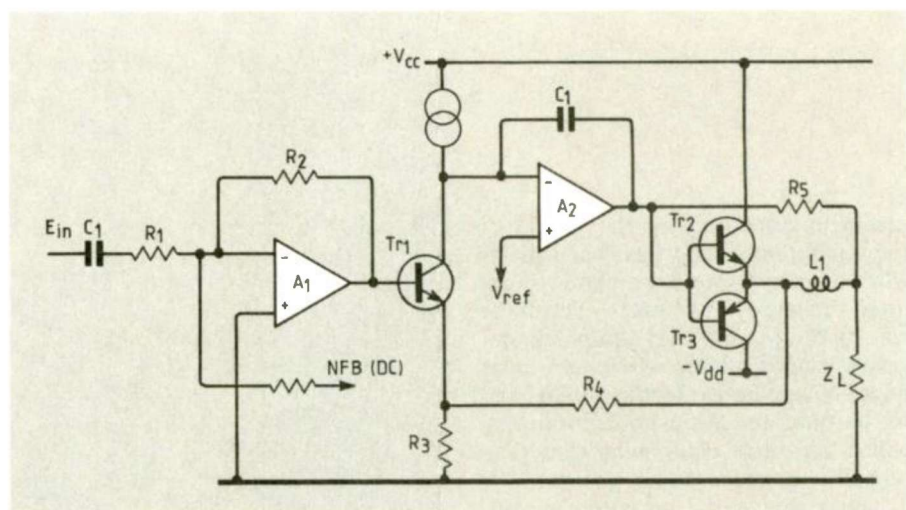 +Vcc
C1
R2
R5
Ein C1 R1
Tr1
Tr2
- A2 +
- A1 +
L1
Vref
Tr3
NFB (DC)
-Vdd
ZL
R4
R3